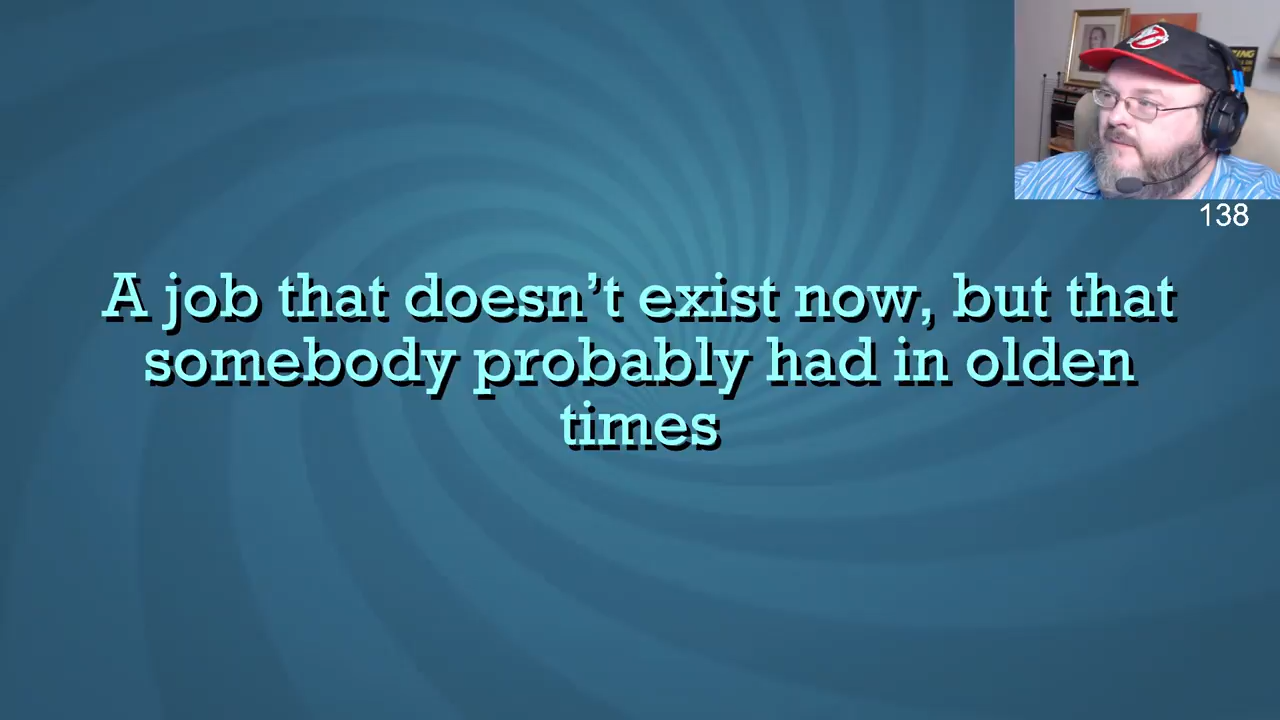 138
A job that doesn’t exist now, but that
somebody probably had in olden
times